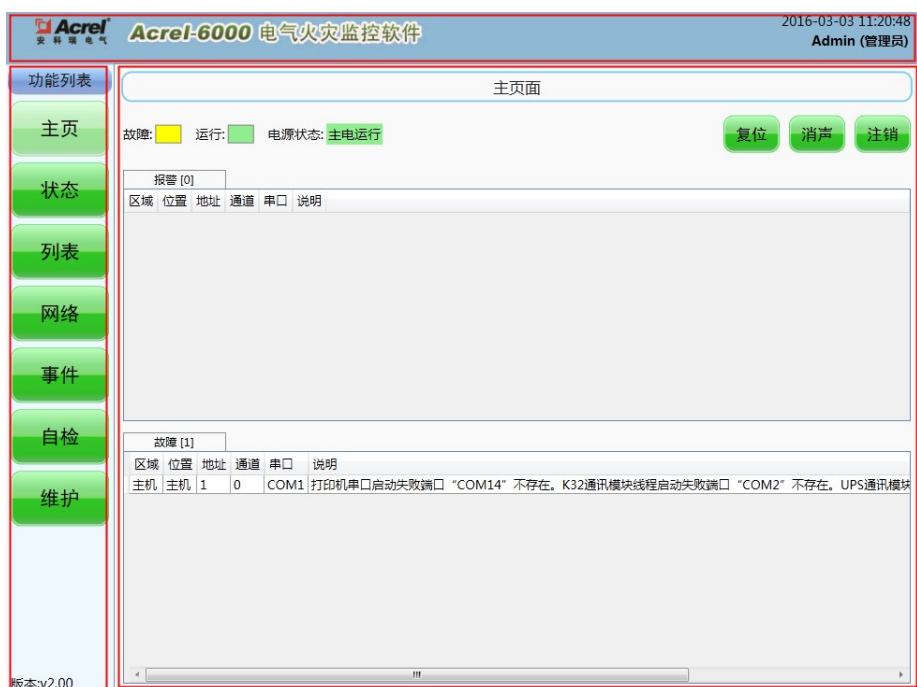 Acrel
安科瑞电气
Acrel-6000 电气火灾监控软件
2016-03-03 11:20:48
Admin (管理员)
功能列表
主页
状态
列表
网络
事件
自检
维护
版本:v2.00
主页面
故障: 运行: 电源状态: 主电运行
复位 消声 注销
报警 [0]
区域 位置 地址 通道 串口 说明
故障 [1]
区域 位置 地址 通道 串口 说明
主机 主机 1 0 COM1 打印机串口启动失败端口“COM14”不存在。K32通讯模块线程启动失败端口“COM2”不存在。UPS通讯模块